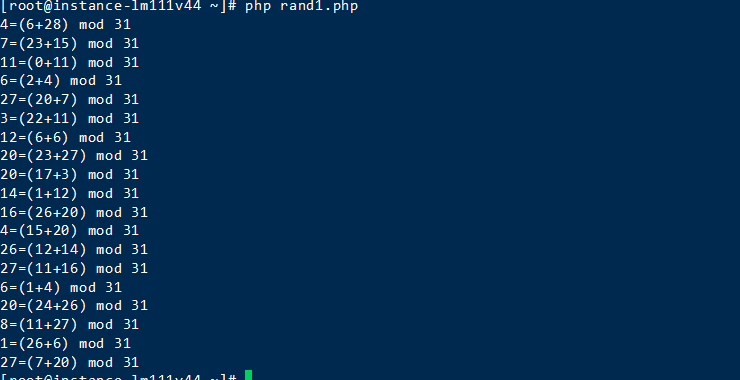 [root@instance-lm111v44 ~]# php rand1.php
4=(6+28) mod 31
7=(23+15) mod 31
11=(0+11) mod 31
6=(2+4) mod 31
27=(20+7) mod 31
3=(22+11) mod 31
12=(6+6) mod 31
20=(23+27) mod 31
20=(17+3) mod 31
14=(1+12) mod 31
16=(26+20) mod 31
4=(15+20) mod 31
26=(12+14) mod 31
27=(11+16) mod 31
6=(1+4) mod 31
20=(24+26) mod 31
8=(11+27) mod 31
1=(26+6) mod 31
27=(7+20) mod 31
[root@instance-lm111v44 ~]#